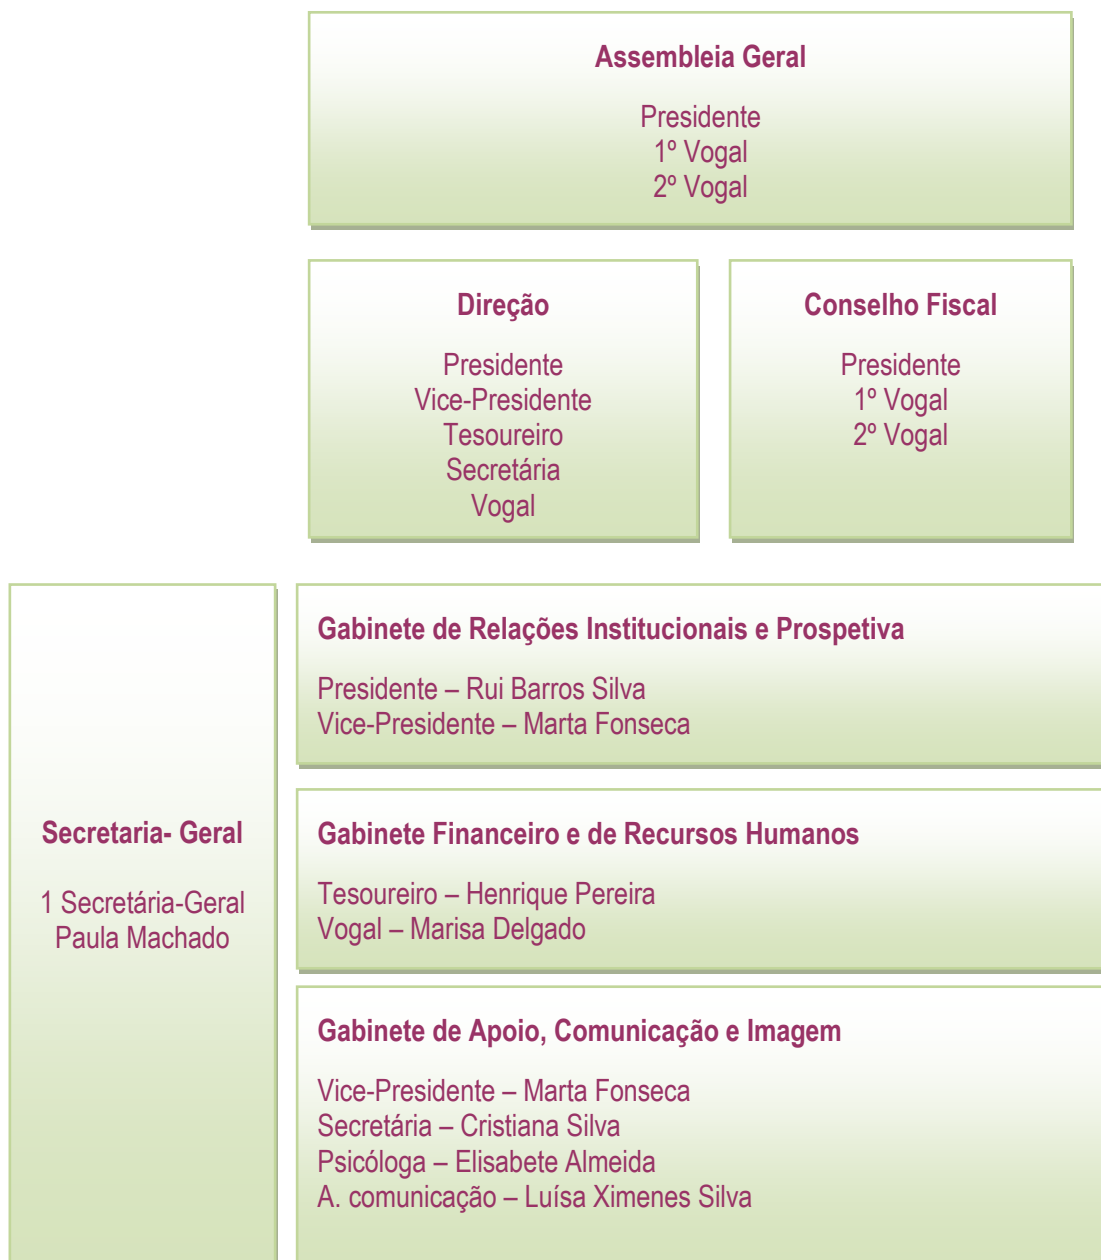 Assembleia Geral
Presidente
1º Vogal
2º Vogal
Direção
Presidente
Vice-Presidente
Tesoureiro
Secretária
Vogal
Conselho Fiscal
Presidente
1º Vogal
2º Vogal
Secretaria- Geral
1 Secretária-Geral
Paula Machado
Gabinete de Relações Institucionais e Prospetiva
Presidente – Rui Barros Silva
Vice-Presidente – Marta Fonseca
Gabinete Financeiro e de Recursos Humanos
Tesoureiro – Henrique Pereira
Vogal – Marisa Delgado
Gabinete de Apoio, Comunicação e Imagem
Vice-Presidente – Marta Fonseca
Secretária – Cristiana Silva
Psicóloga – Elisabete Almeida
A. comunicação – Luísa Ximenes Silva